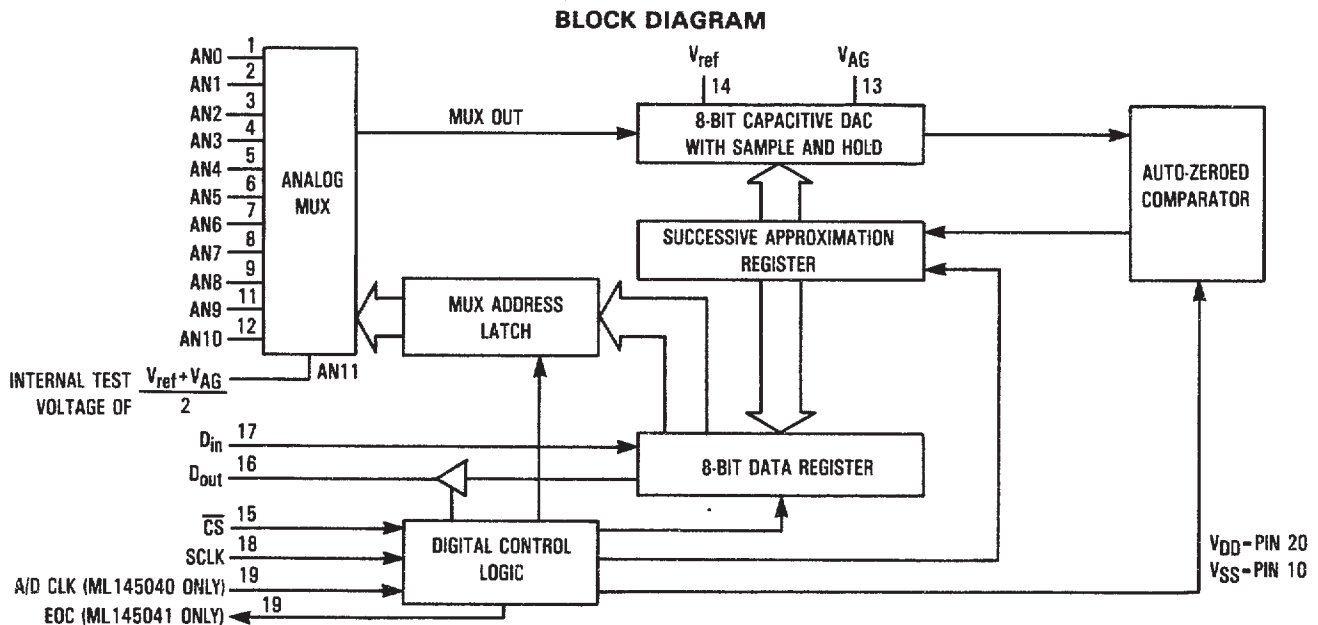 BLOCK DIAGRAM
AN0 1
AN1 2
AN2 3
AN3 4
AN4 5
AN5 6
AN6 7
AN7 8
AN8 9
AN9 11
AN10 12
ANALOG
MUX
AN11
INTERNAL TEST
VOLTAGE OF
Vref+VAG
2
MUX OUT
Vref
14
VAG
13
8-BIT CAPACITIVE DAC
WITH SAMPLE AND HOLD
AUTO-ZEROED
COMPARATOR
SUCCESSIVE APPROXIMATION
REGISTER
MUX ADDRESS
LATCH
Din 17
Dout 16
8-BIT DATA REGISTER
C̅S̅ 15
SCLK 18
A/D CLK (ML145040 ONLY) 19
EOC (ML145041 ONLY) 19
DIGITAL CONTROL
LOGIC
VDD=PIN 20
VSS=PIN 10